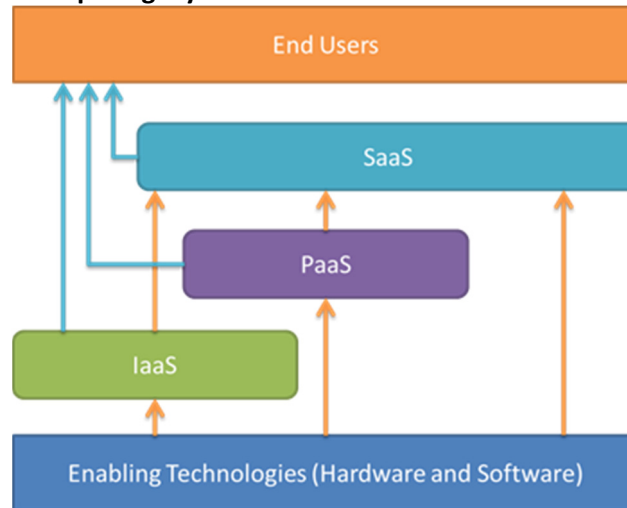 End Users
SaaS
PaaS
IaaS
Enabling Technologies (Hardware and Software)